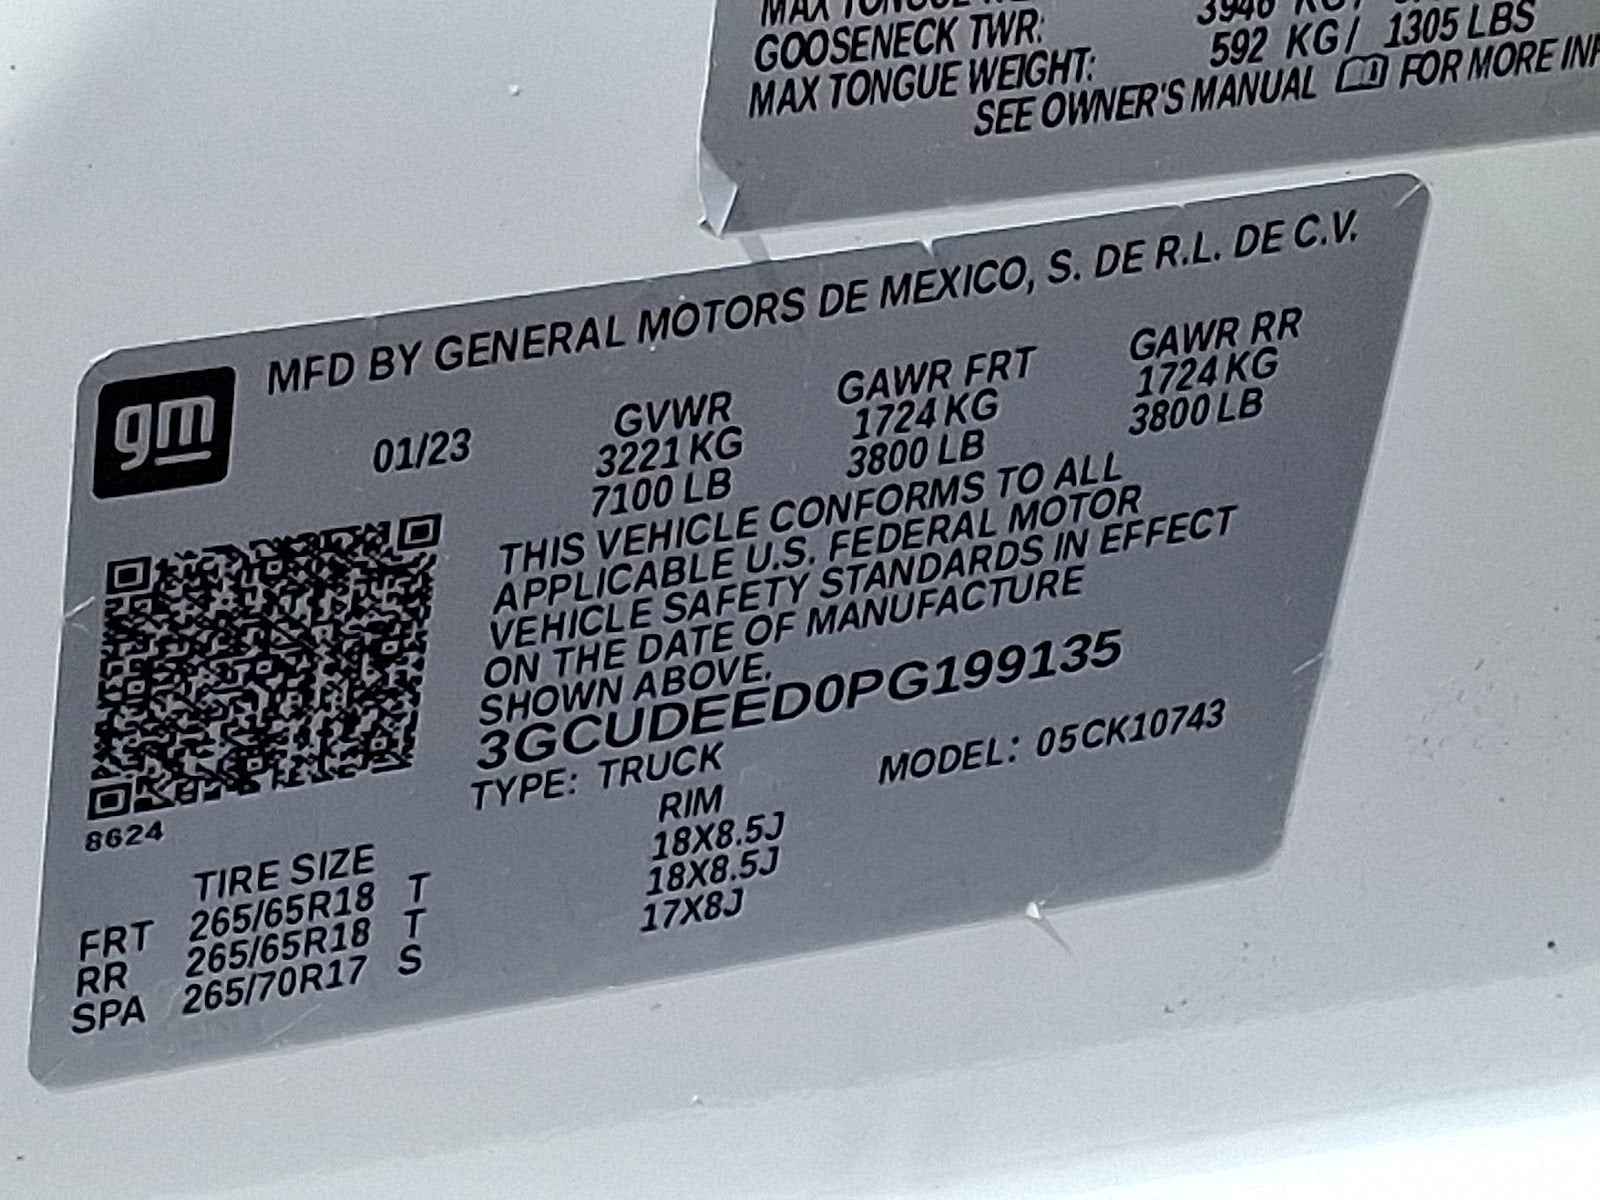 GOOSENECK TWR: 3946 KG/
MAX TONGUE WEIGHT: 592 KG/ 1305 LBS
SEE OWNER'S MANUAL FOR MORE
gm
MFD BY GENERAL MOTORS DE MEXICO, S. DE R.L. DE C.V.
01/23 GVWR GAWR FRT GAWR RR
3221 KG 1724 KG 1724 KG
7100 LB 3800 LB 3800 LB
THIS VEHICLE CONFORMS TO ALL
APPLICABLE U.S. FEDERAL MOTOR
VEHICLE SAFETY STANDARDS IN EFFECT
ON THE DATE OF MANUFACTURE
SHOWN ABOVE.
3GCUDEED0PG199135
TYPE: TRUCK MODEL: 05CK10743
8624
TIRE SIZE RIM
FRT 265/65R18 T 18X8.5J
RR 265/65R18 T 18X8.5J
SPA 265/70R17 S 17X8J